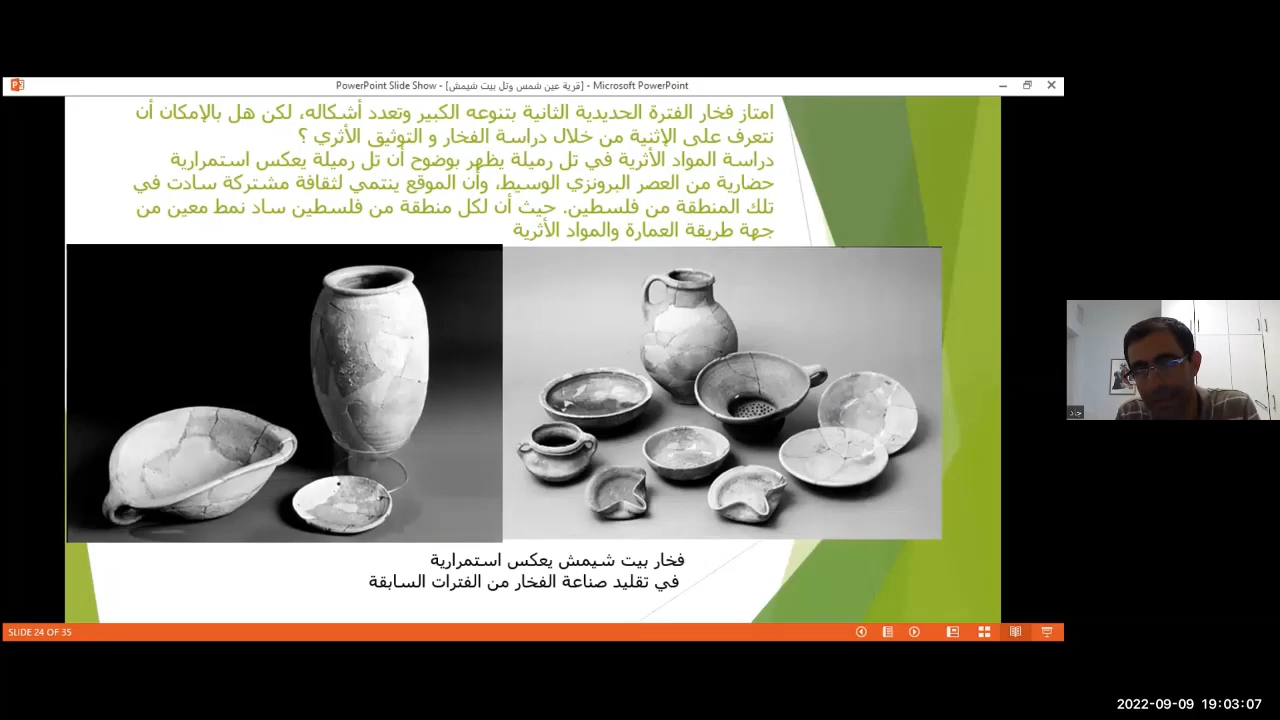 PowerPoint Slide Show - [قرية عين شمس وتل بيت شيمش] - Microsoft PowerPoint
امتاز فخار الفترة الحديدية الثانية بتنوعه الكبير وتعدد أشكاله، لكن هل بالإمكان أن
نتعرف على الإثنية من خلال دراسة الفخار و التوثيق الأثري ؟
دراسة المواد الأثرية في تل رميلة يظهر بوضوح أن تل رميلة يعكس استمرارية
حضارية من العصر البرونزي الوسيط، وأن الموقع ينتمي لثقافة مشتركة سادت في
تلك المنطقة من فلسطين. حيث أن لكل منطقة من فلسطين ساد نمط معين من
جهة طريقة العمارة والمواد الأثرية
جاد
فخار بيت شيمش يعكس استمرارية
في تقليد صناعة الفخار من الفترات السابقة
SLIDE 24 OF 35
2022-09-09 19:03:07